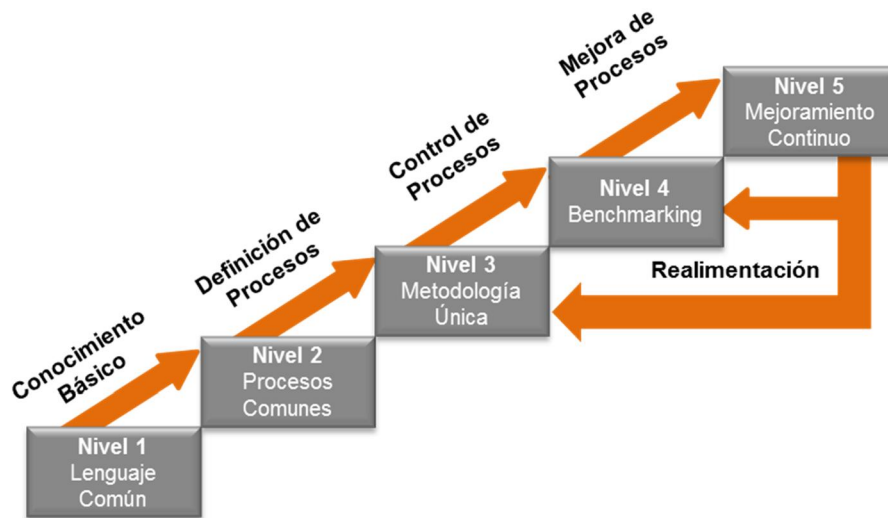 Mejora de
Procesos
Nivel 5
Mejoramiento
Continuo
Control de
Procesos
Nivel 4
Benchmarking
Definición de
Procesos
Nivel 3
Metodología
Única
Realimentación
Conocimiento
Básico
Nivel 2
Procesos
Comunes
Nivel 1
Lenguaje
Común